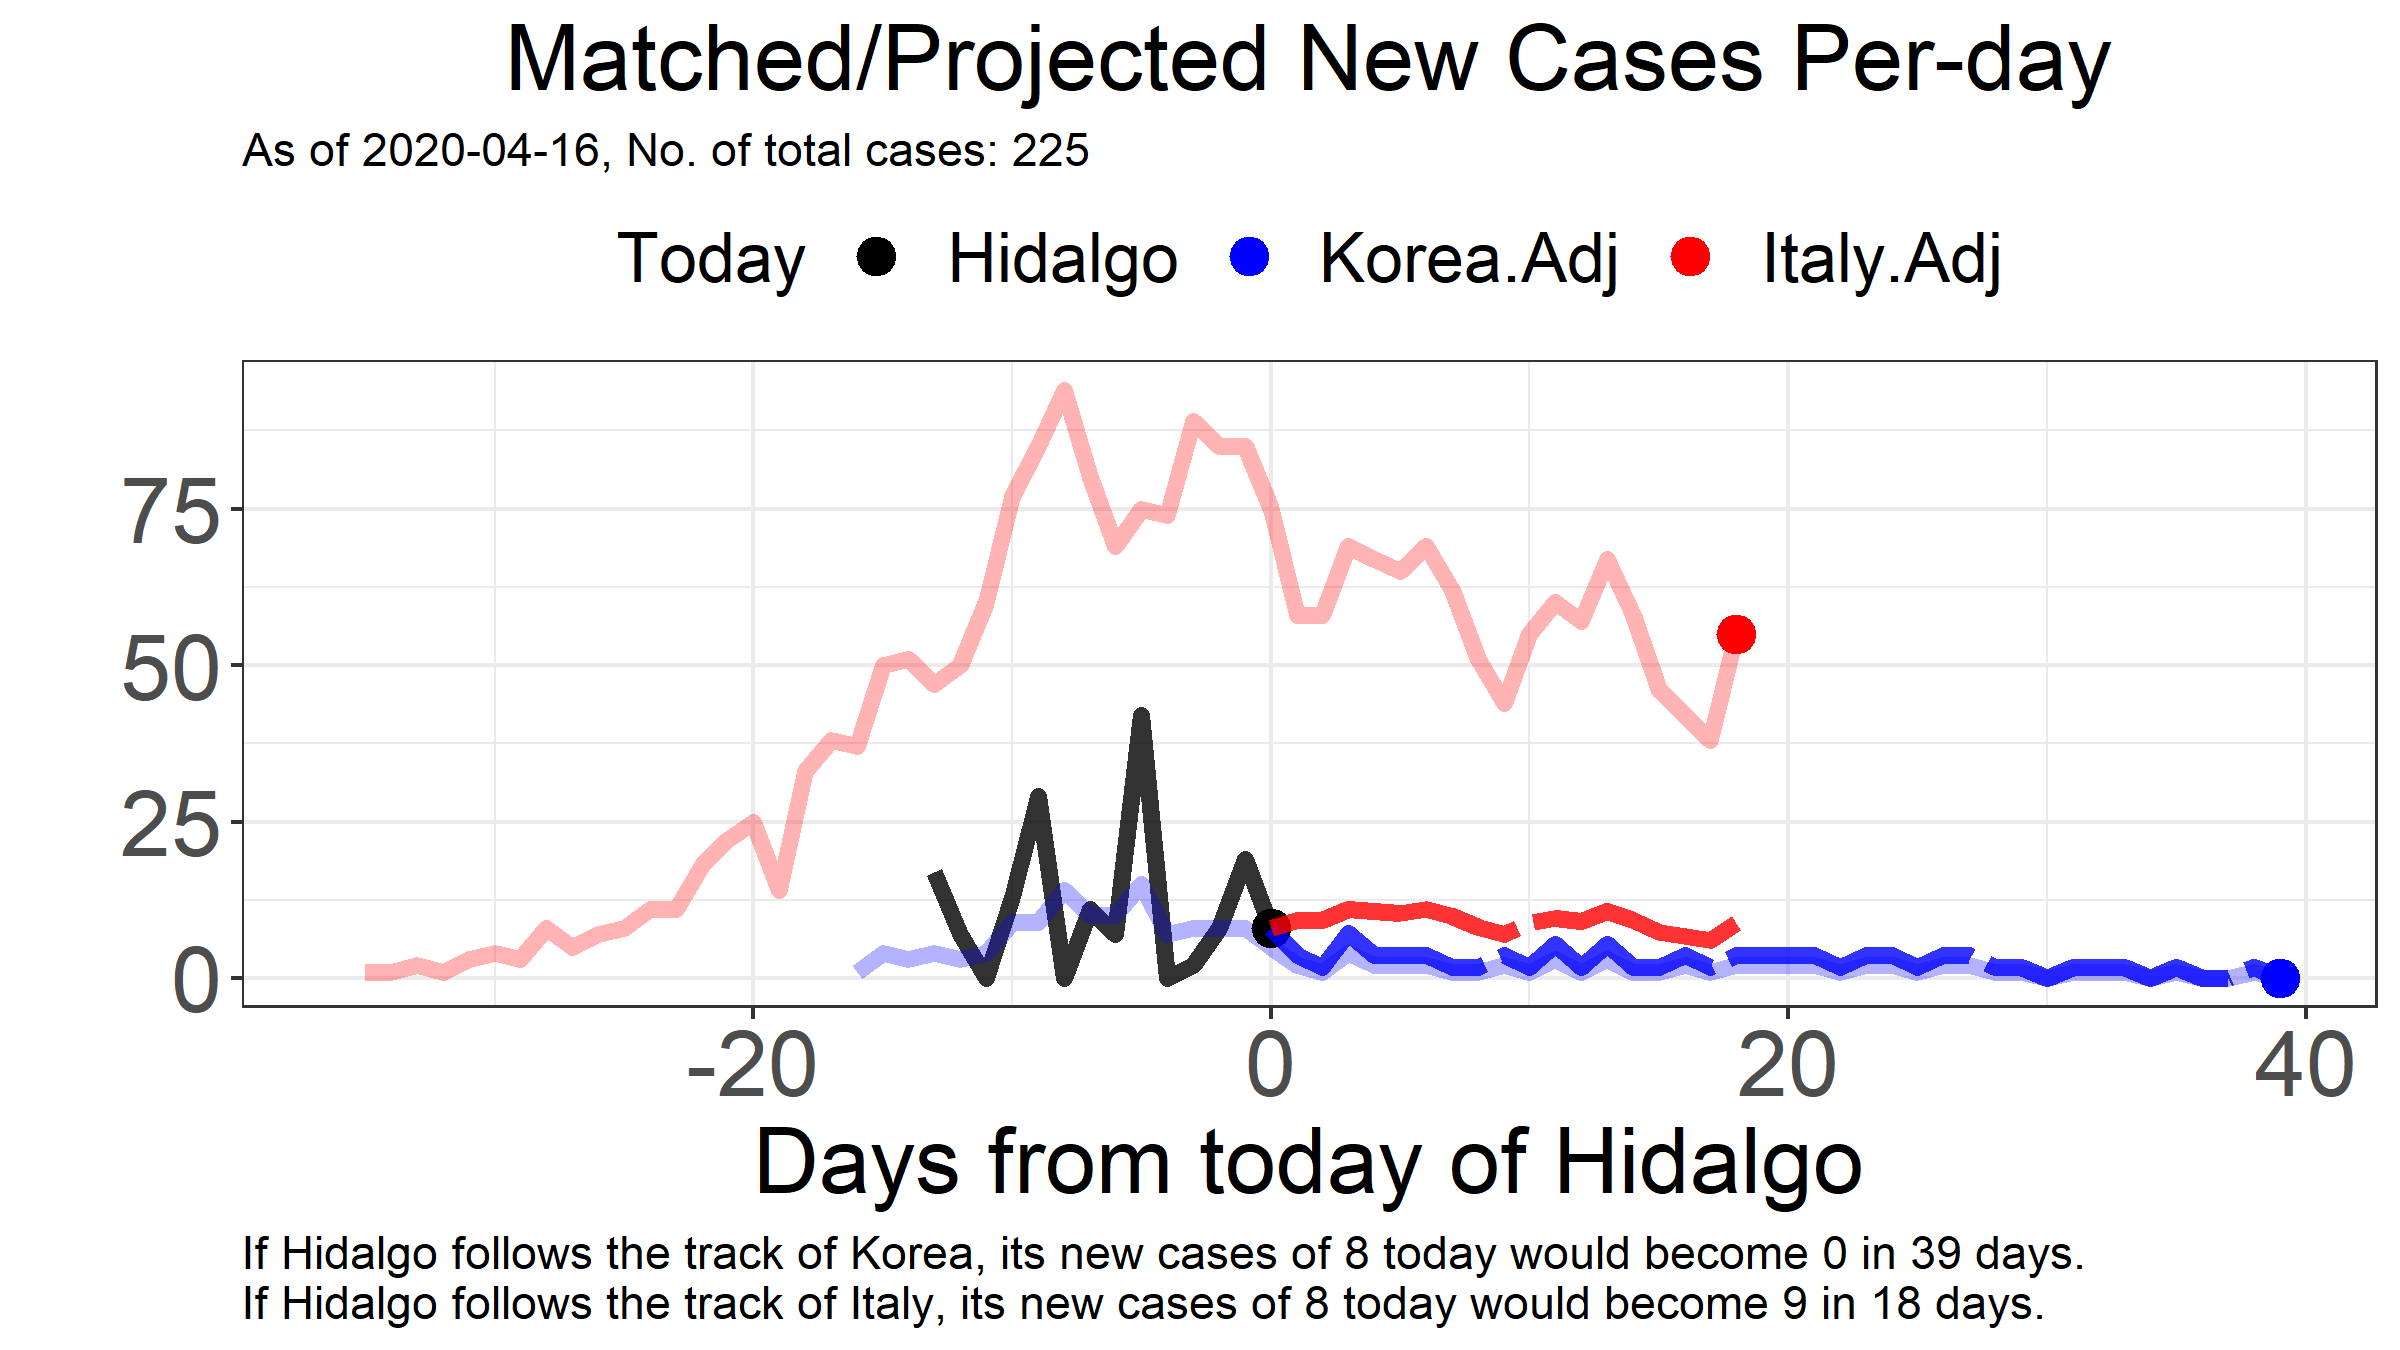 Matched/Projected New Cases Per-day
As of 2020-04-16, No. of total cases: 225
Today Hidalgo Korea.Adj Italy.Adj
75
50
25
0
-20 0 20 40
Days from today of Hidalgo
If Hidalgo follows the track of Korea, its new cases of 8 today would become 0 in 39 days.
If Hidalgo follows the track of Italy, its new cases of 8 today would become 9 in 18 days.